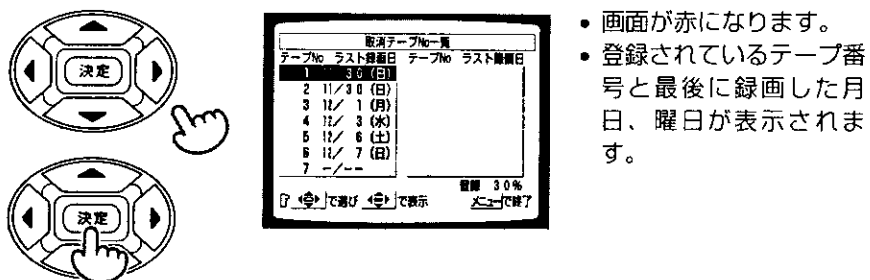 決定
取消テープNo一覧
テープNo ラスト録画日 テープNo ラスト録画日
1 30(日)
2 11/30(日)
3 12/ 1(月)
4 12/ 3(水)
5 12/ 6(土)
6 12/ 7(日)
7 -/--
登録 30%
で選び で表示 メニューで終了
決定
• 画面が赤になります。
• 登録されているテープ番
号と最後に録画した月
日、曜日が表示されま
す。